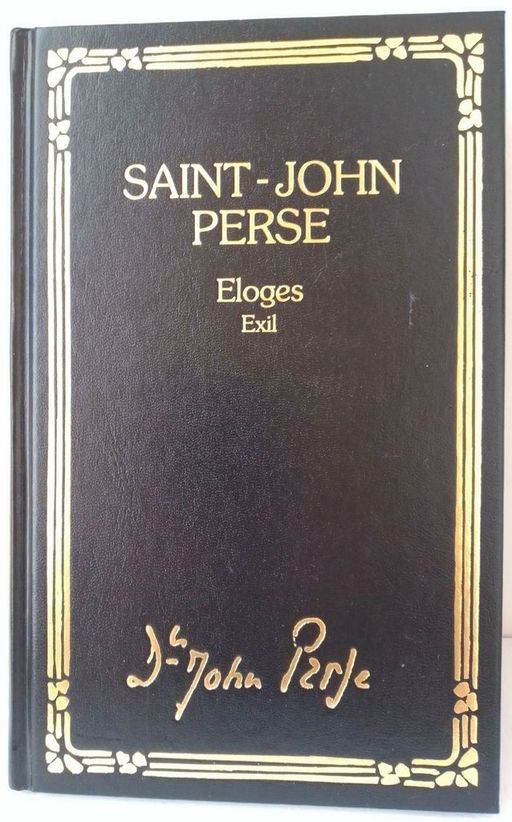 SAINT-JOHN
PERSE
Eloges
Exil
St-John Perse